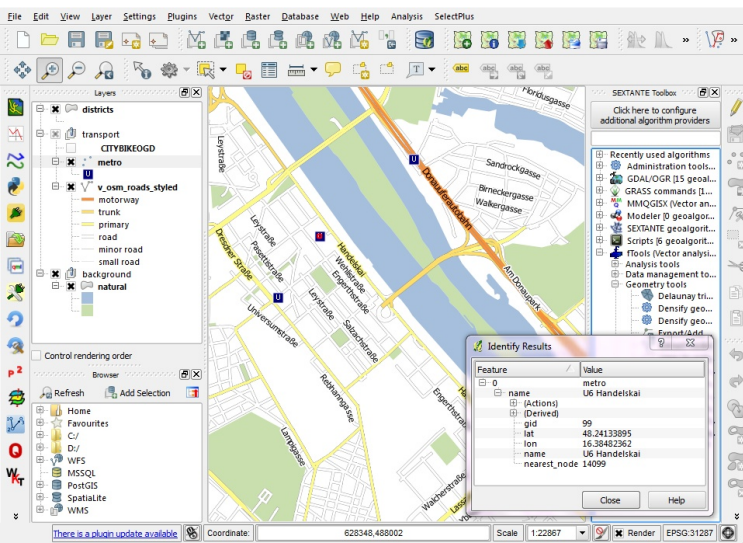 File Edit View Layer Settings Plugins Vector Raster Database Web Help Analysis SelectPlus
Layers
districts
transport
CITYBIKEOGD
metro
U
v_osm_roads_styled
motorway
trunk
primary
road
minor road
small road
background
natural
Control rendering order
Browser
Refresh Add Selection
Home
Favourites
C:/
D:/
WFS
MSSQL
PostGIS
SpatiaLite
WMS
Floridusgasse
Leystraße
U
Donauuferautobahn
Sandrockgasse
Birneckergasse
Walkergasse
Leystraße
Dresdner Straße
Pasettistraße
U
Handelskai
Wehlistraße
Engerthstraße
Am Donaupark
U
Leystraße
Salzachstraße
Universumstraße
Rebhanngasse
Engerthstraße
Lampigasse
Walcherstraße
SEXTANTE Toolbox
Click here to configure
additional algorithm providers
Recently used algorithms
Administration tools...
GDAL/OGR [15 geoal...
GRASS commands [1...
MMQGISX (Vector an...
Modeler [0 geoalgor...
SEXTANTE geoalgorit...
Scripts [6 geoalgorit...
fTools (Vector analysi...
Analysis tools
Data management to...
Geometry tools
Delaunay tri...
Densify geo...
Densify geo...
Export/Add
Identify Results
Feature Value
0 metro
name U6 Handelskai
(Actions)
(Derived)
gid 99
lat 48.24133895
lon 16.38482362
name U6 Handelskai
nearest_node 14099
Close Help
There is a plugin update available Coordinate: 628348,488002 Scale 1:22867 Render EPSG:31287